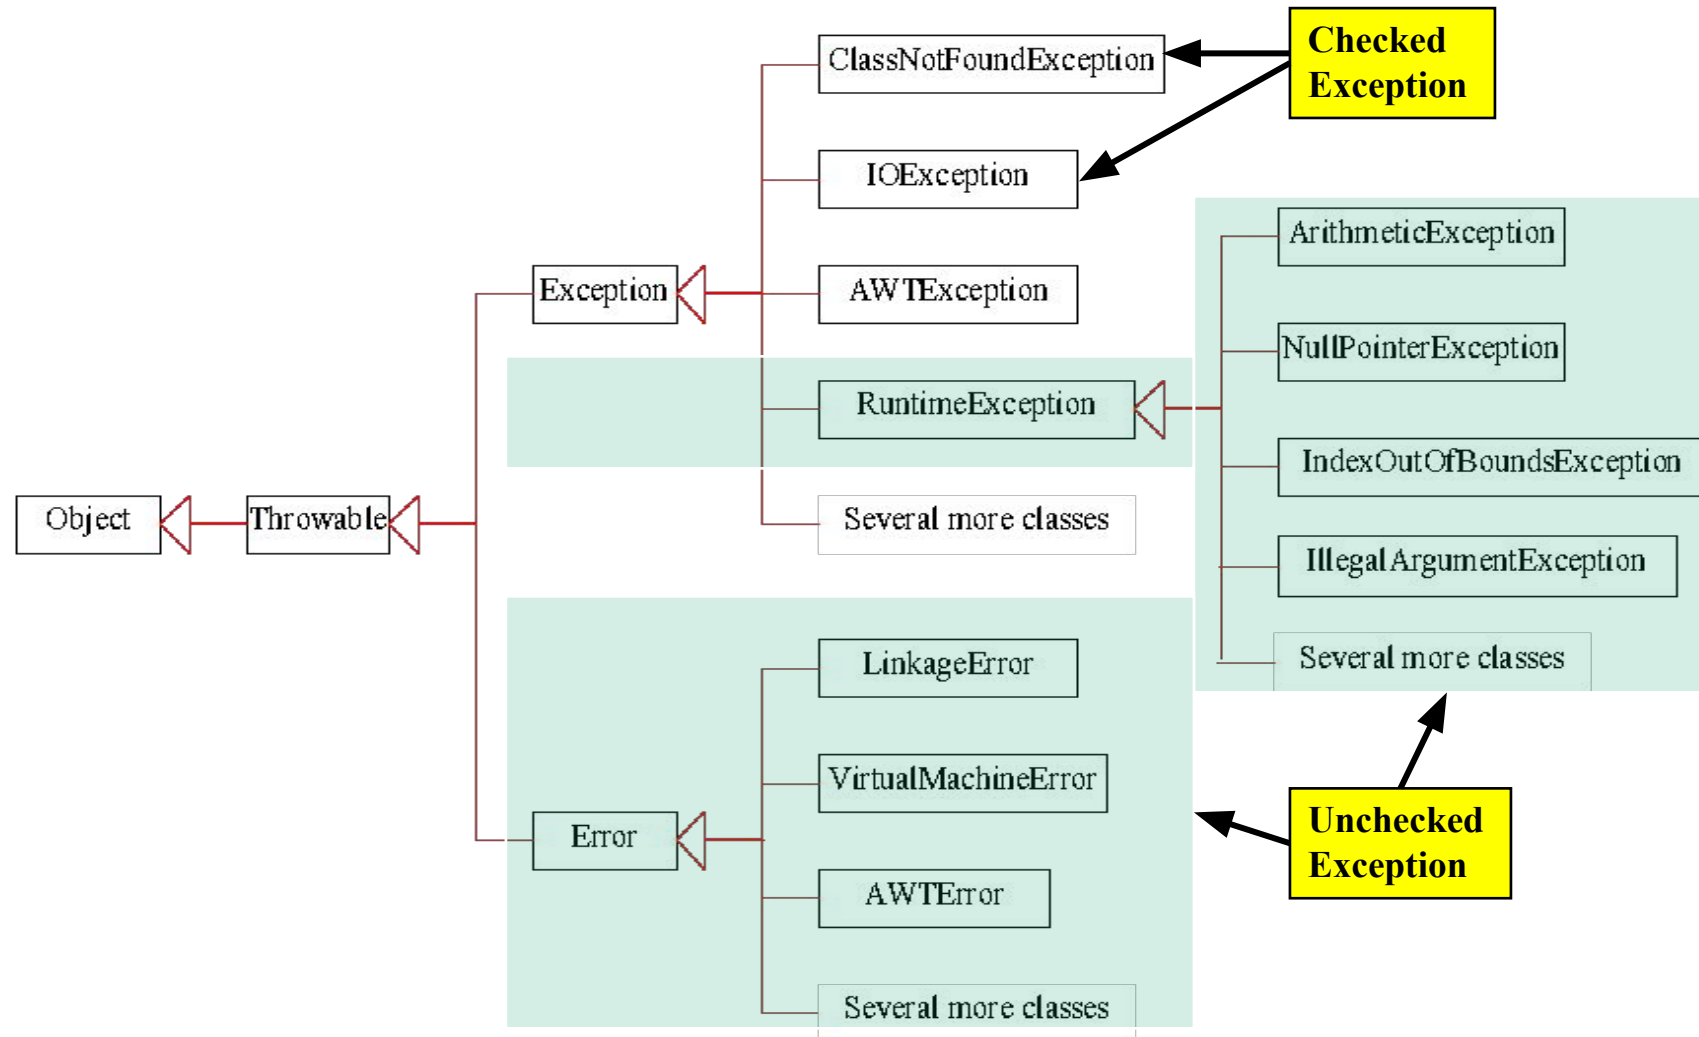 ClassNotFoundException
Checked
Exception
IOException
ArithmeticException
Exception
AWTException
NullPointerException
RuntimeException
IndexOutOfBoundsException
Object
Throwable
Several more classes
IllegalArgumentException
LinkageError
Several more classes
VirtualMachineError
Error
Unchecked
Exception
AWTError
Several more classes